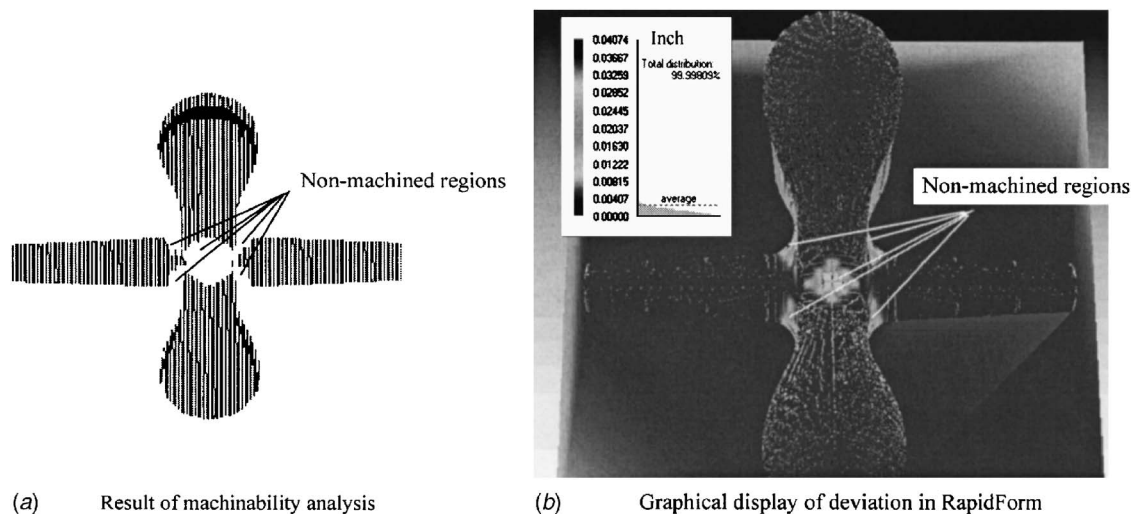 Non-machined regions
(a) Result of machinability analysis
0.04074
0.03667
0.03259
0.02852
0.02445
0.02037
0.01630
0.01222
0.00815
0.00407
0.00000
Inch
Total distribution:
99.99809%
average
Non-machined regions
(b) Graphical display of deviation in RapidForm